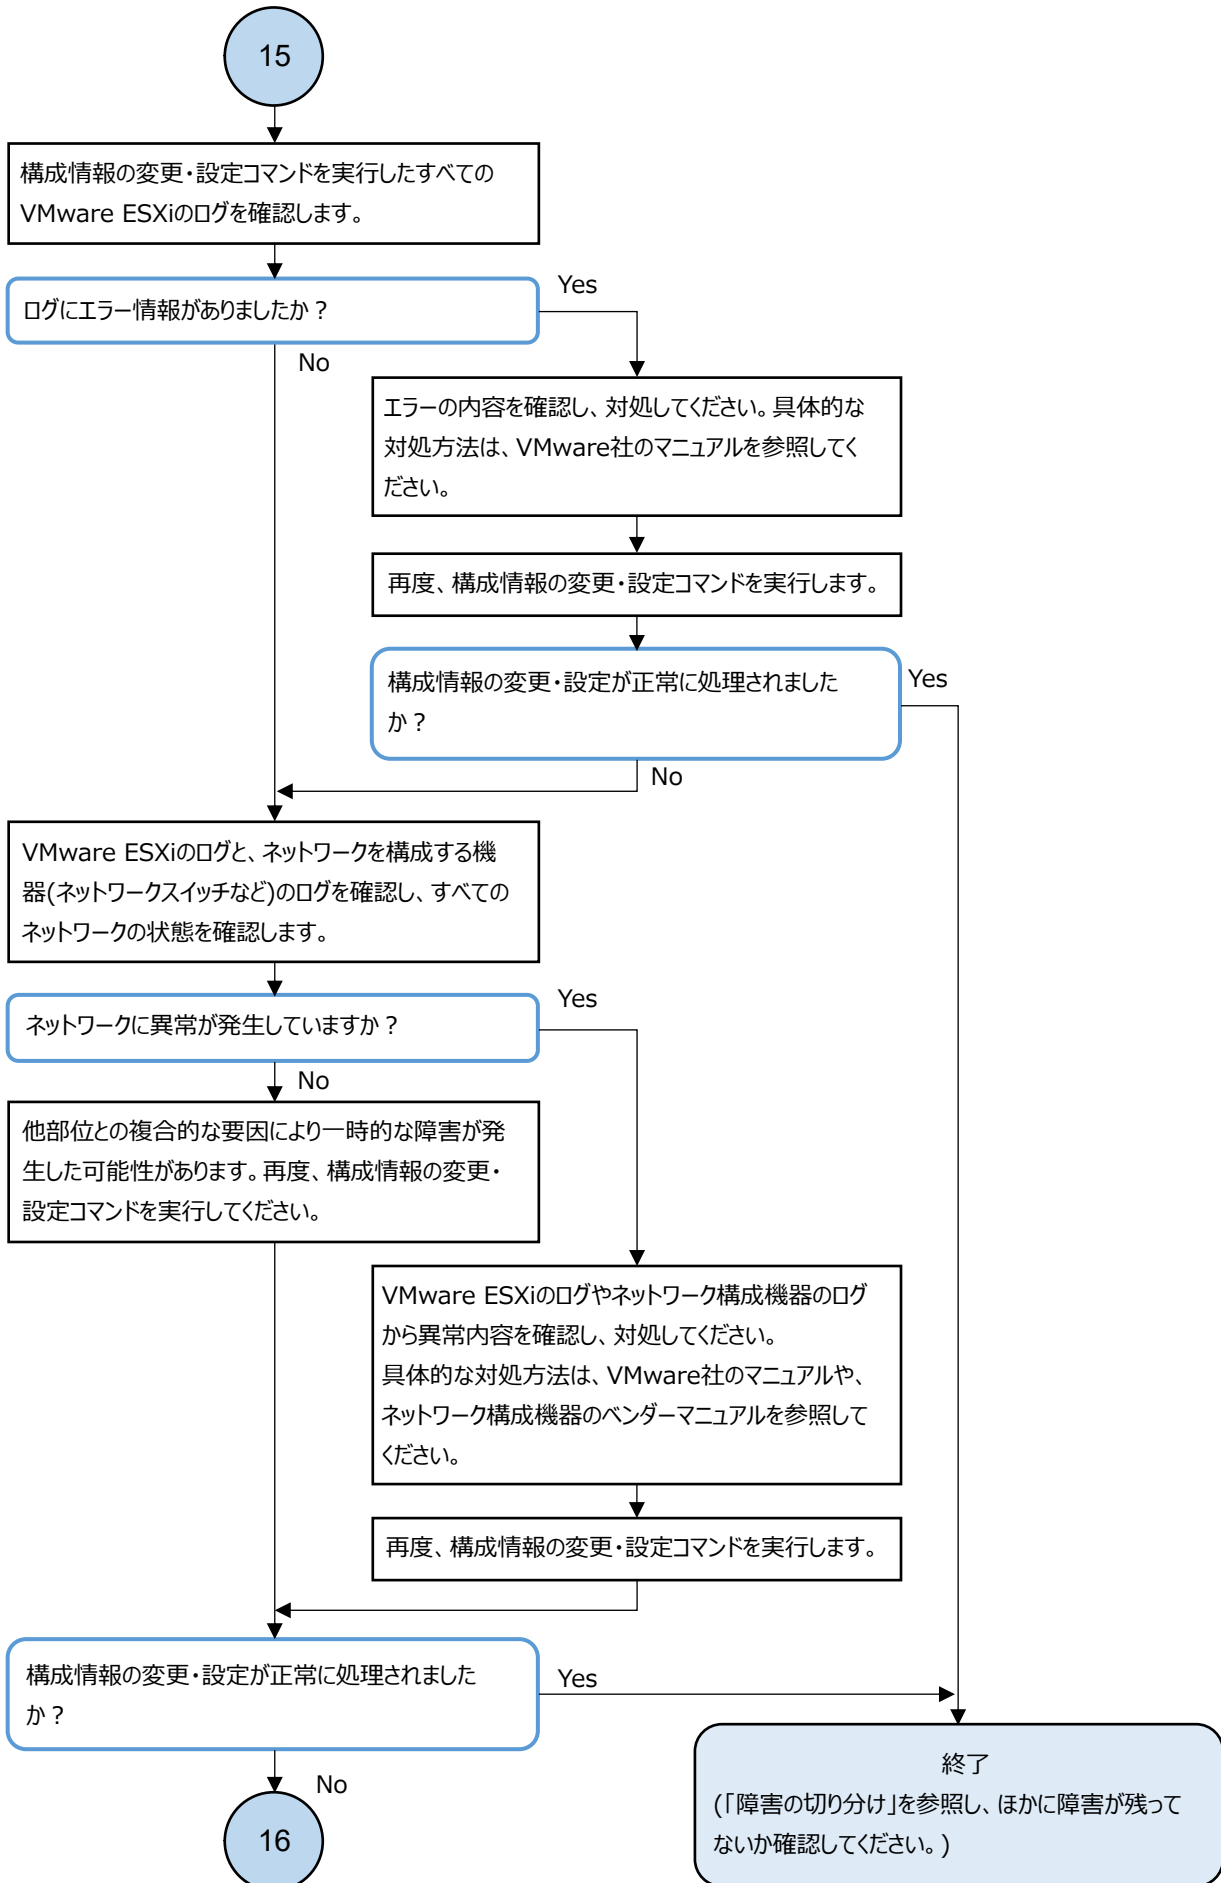 15
構成情報の変更・設定コマンドを実行したすべての
VMware ESXiのログを確認します。
ログにエラー情報がありましたか？
Yes
No
エラーの内容を確認し、対処してください。具体的な
対処方法は、VMware社のマニュアルを参照してく
ださい。
再度、構成情報の変更・設定コマンドを実行します。
構成情報の変更・設定が正常に処理されました
か？
Yes
No
VMware ESXiのログと、ネットワークを構成する機
器(ネットワークスイッチなど)のログを確認し、すべての
ネットワークの状態を確認します。
ネットワークに異常が発生していますか？
Yes
No
他部位との複合的な要因により一時的な障害が発
生した可能性があります。再度、構成情報の変更・
設定コマンドを実行してください。
VMware ESXiのログやネットワーク構成機器のログ
から異常内容を確認し、対処してください。
具体的な対処方法は、VMware社のマニュアルや、
ネットワーク構成機器のベンダーマニュアルを参照して
ください。
再度、構成情報の変更・設定コマンドを実行します。
構成情報の変更・設定が正常に処理されました
か？
Yes
No
終了
(「障害の切り分け」を参照し、ほかに障害が残って
ないか確認してください。)
16